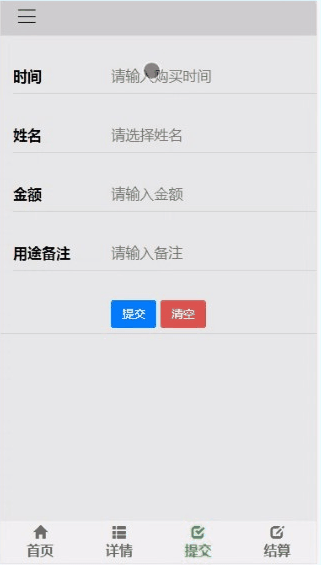 时间 请输入购买时间
姓名 请选择姓名
金额 请输入金额
用途备注 请输入备注
提交 清空
首页 详情 提交 结算